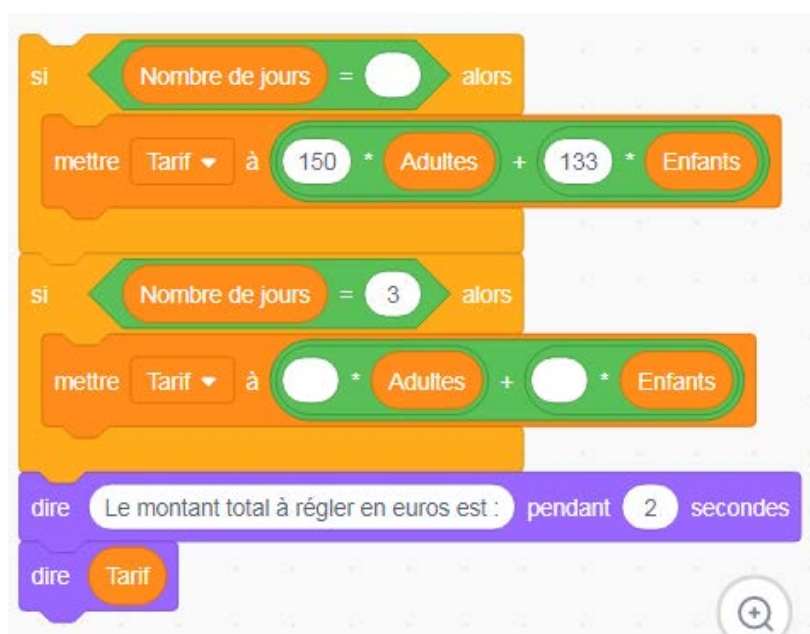 si Nombre de jours = alors
mettre Tarif à 150 * Adultes + 133 * Enfants
si Nombre de jours = 3 alors
mettre Tarif à * Adultes + * Enfants
dire Le montant total à régler en euros est : pendant 2 secondes
dire Tarif